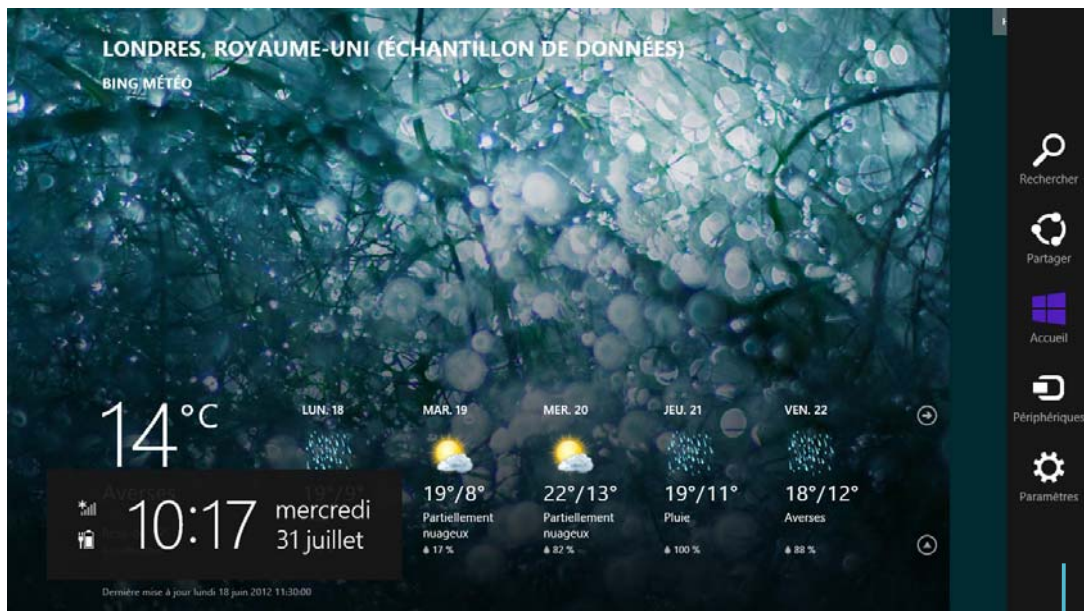 LONDRES, ROYAUME-UNI (ÉCHANTILLON DE DONNÉES)
BING MÉTÉO
14°C
Averses
LUN. 18
19°/9°
MAR. 19
19°/8°
Partiellement
nuageux
17 %
MER. 20
22°/13°
Partiellement
nuageux
82 %
JEU. 21
19°/11°
Pluie
100 %
VEN. 22
18°/12°
Averses
88 %
10:17
mercredi
31 juillet
Dernière mise à jour lundi 18 juin 2012 11:30:00
Rechercher
Partager
Accueil
Périphériques
Paramètres